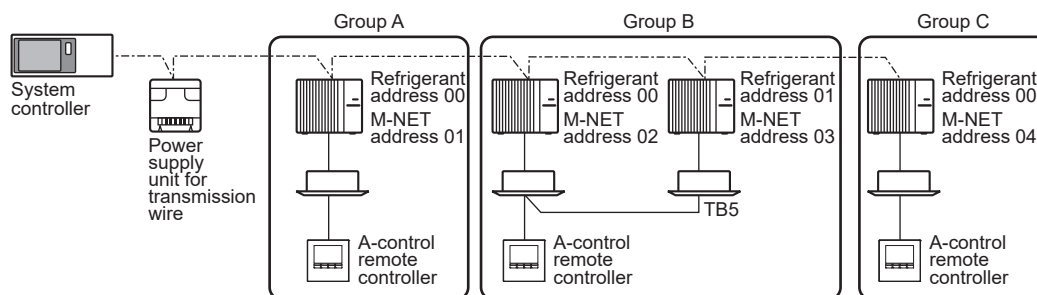 Group A
Group B
Group C
System
controller
Power
supply
unit for
transmission
wire
Refrigerant
address 00
M-NET
address 01
A-control
remote
controller
Refrigerant
address 00
M-NET
address 02
Refrigerant
address 01
M-NET
address 03
TB5
A-control
remote
controller
Refrigerant
address 00
M-NET
address 04
A-control
remote
controller